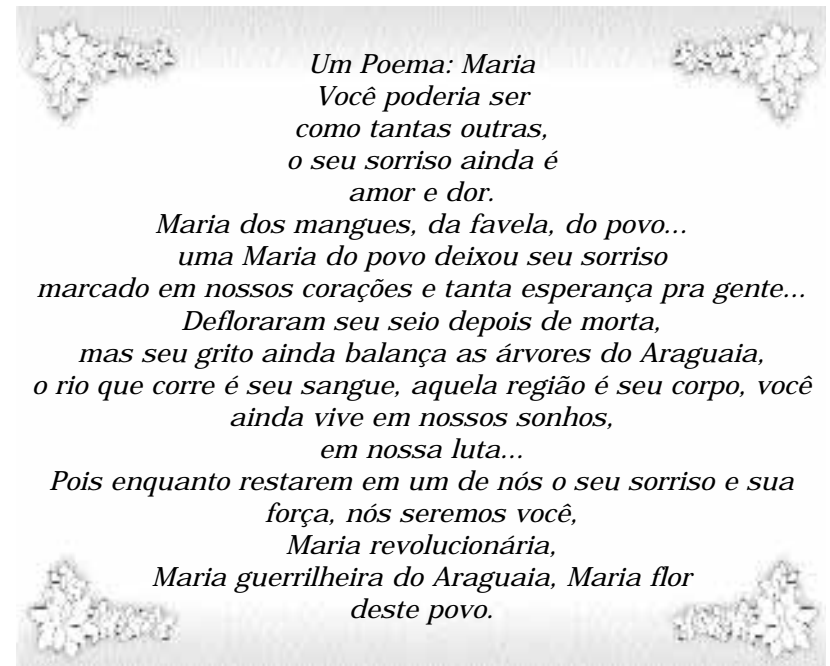 Um Poema: Maria
Você poderia ser
como tantas outras,
o seu sorriso ainda é
amor e dor.
Maria dos mangues, da favela, do povo...
uma Maria do povo deixou seu sorriso
marcado em nossos corações e tanta esperança pra gente...
Defloraram seu seio depois de morta,
mas seu grito ainda balança as árvores do Araguaia,
o rio que corre é seu sangue, aquela região é seu corpo, você
ainda vive em nossos sonhos,
em nossa luta...
Pois enquanto restarem em um de nós o seu sorriso e sua
força, nós seremos você,
Maria revolucionária,
Maria guerrilheira do Araguaia, Maria flor
deste povo.